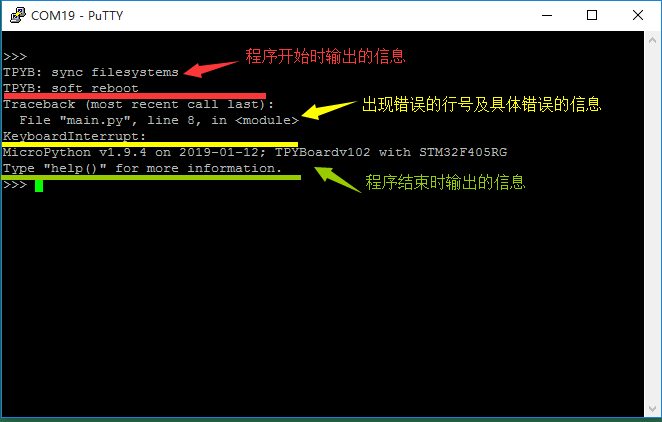 COM19 - PuTTY
>>>
程序开始时输出的信息
TPYB: sync filesystems
TPYB: soft reboot
Traceback (most recent call last):
出现错误的行号及具体错误的信息
File "main.py", line 8, in <module>
KeyboardInterrupt:
MicroPython v1.9.4 on 2019-01-12; TPYBoardv102 with STM32F405RG
Type "help()" for more information.
程序结束时输出的信息
>>>